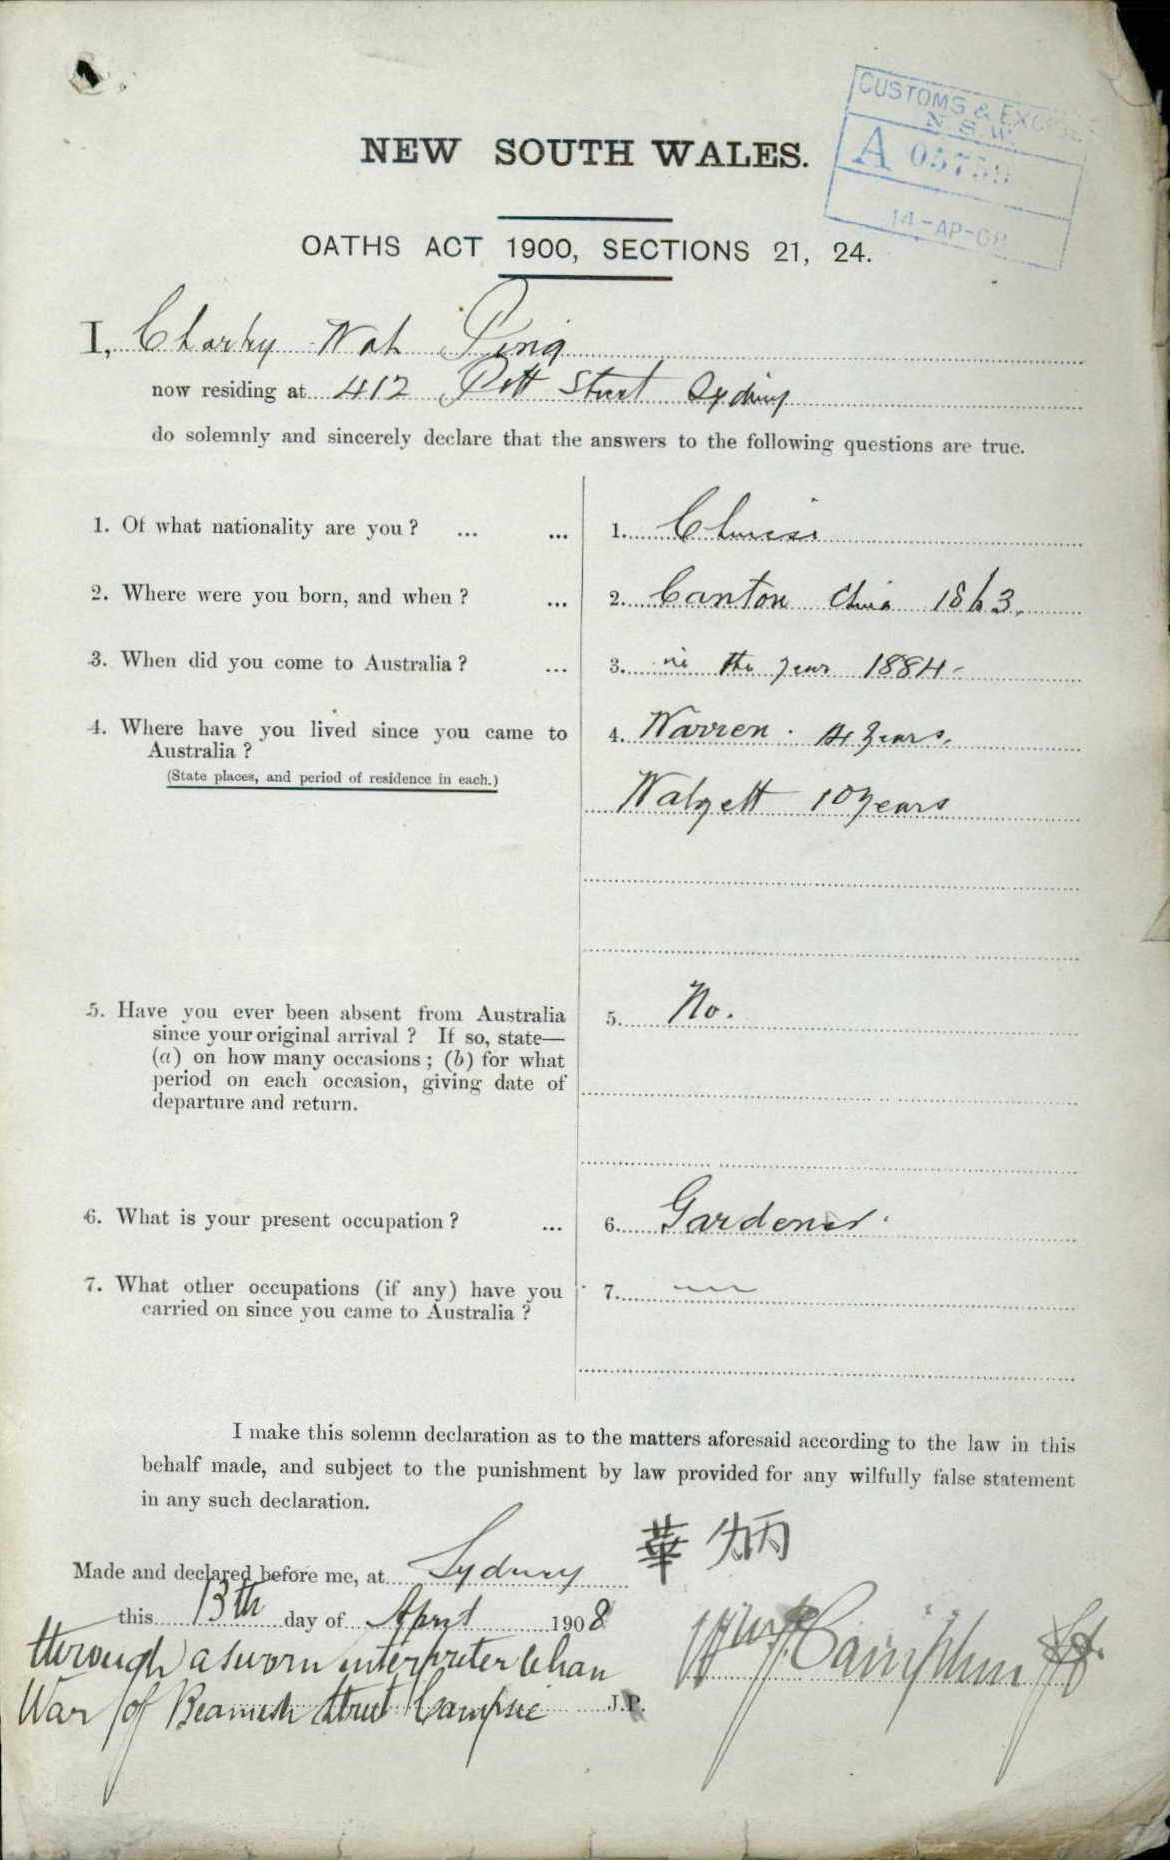 CUSTOMS & EXCISE
N.S.W.
A 05759
14-AP-08
NEW SOUTH WALES.
OATHS ACT 1900, SECTIONS 21, 24.
I, Charley Wah Ping
now residing at 412 Pitt Street Sydney
do solemnly and sincerely declare that the answers to the following questions are true.
1. Of what nationality are you? ... ... 1. Chinese
2. Where were you born, and when? ... 2. Canton China 1863.
3. When did you come to Australia? ... 3. in the year 1884-
4. Where have you lived since you came to 4. Warren. 14 years.
Australia?
(State places, and period of residence in each.)
Walgett 10 years
5. Have you ever been absent from Australia 5. No.
since your original arrival? If so, state—
(a) on how many occasions; (b) for what
period on each occasion, giving date of
departure and return.
6. What is your present occupation? ... 6. Gardener.
7. What other occupations (if any) have you 7.
carried on since you came to Australia?
I make this solemn declaration as to the matters aforesaid according to the law in this
behalf made, and subject to the punishment by law provided for any wilfully false statement
in any such declaration.
華炳
Made and declared before me, at Sydney
this 13th day of April 1908
through a sworn interpreter Chan
War of Beamish Street Campsie J.P.